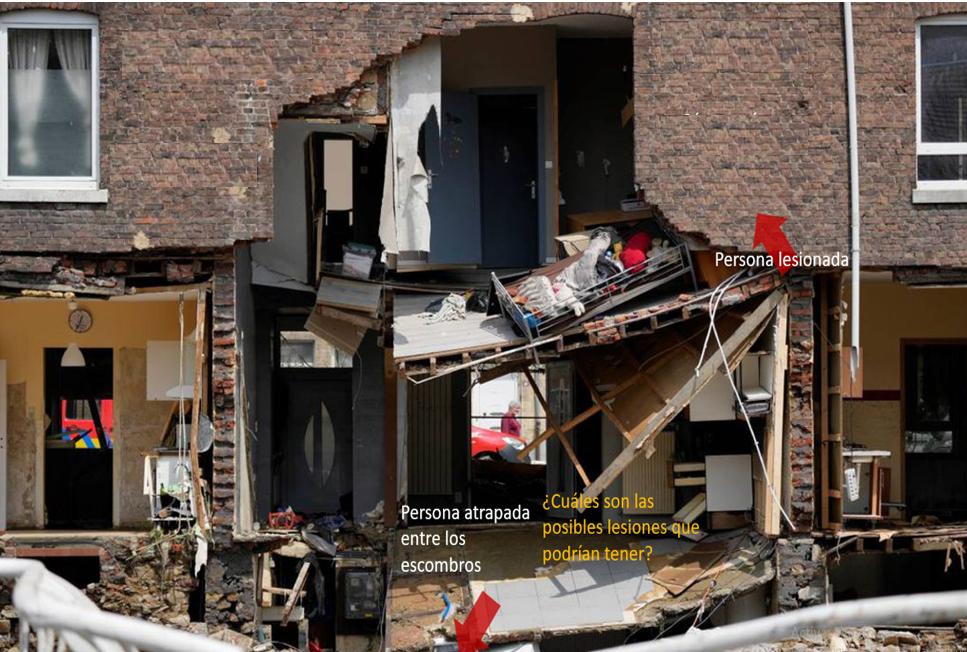 Persona lesionada
Persona atrapada
entre los
escombros
¿Cuáles son las
posibles lesiones que
podrían tener?